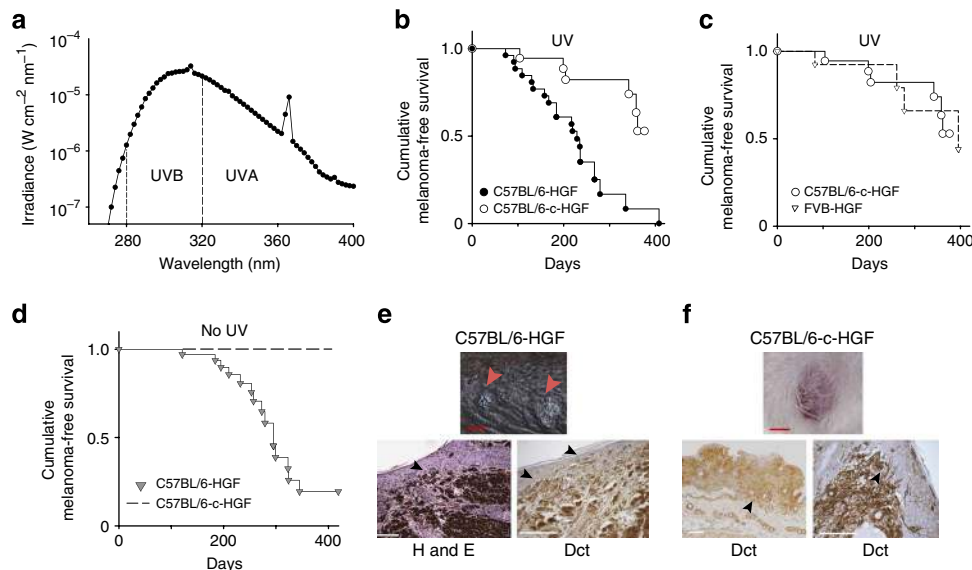 a
Irradiance (W cm−2 nm−1)
10−4
10−5
10−6
10−7
UVB
UVA
280
320
360
400
Wavelength (nm)
b
UV
Cumulative
melanoma-free survival
1.0
0.5
0
C57BL/6-HGF
C57BL/6-c-HGF
0
200
400
Days
c
UV
Cumulative
melanoma-free survival
1.0
0.5
0
C57BL/6-c-HGF
FVB-HGF
0
200
400
Days
d
No UV
Cumulative
melanoma-free survival
1.0
0.5
0
C57BL/6-HGF
C57BL/6-c-HGF
0
200
400
Days
e
C57BL/6-HGF
H and E
Dct
f
C57BL/6-c-HGF
Dct
Dct